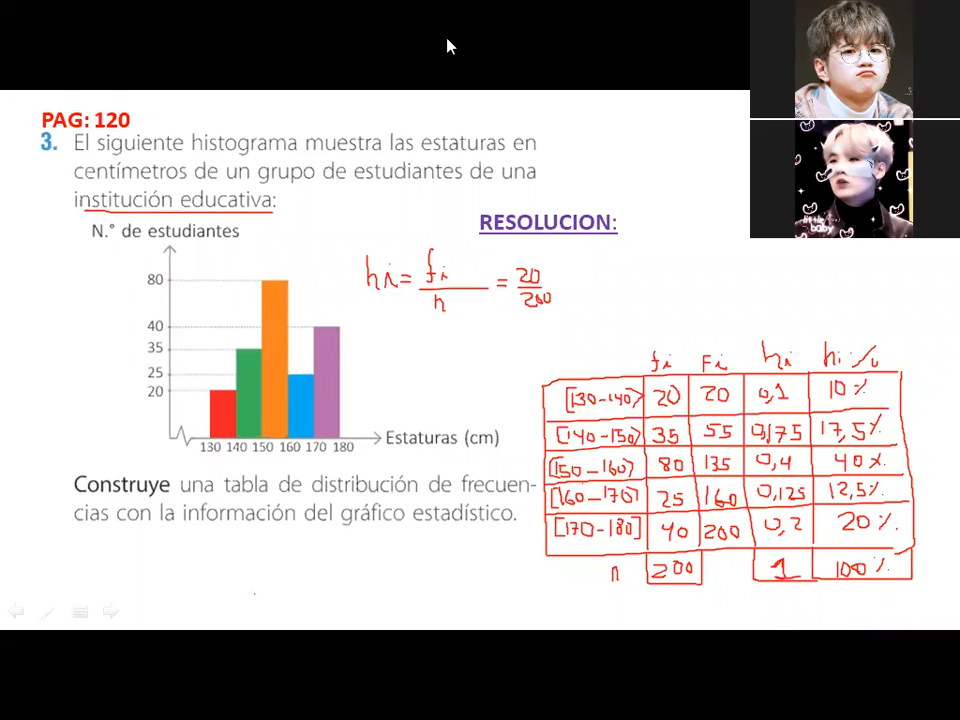 PAG: 120
3. El siguiente histograma muestra las estaturas en
centímetros de un grupo de estudiantes de una
institución educativa:
N.° de estudiantes
RESOLUCION:
80
40
35
25
20
130 140 150 160 170 180
Estaturas (cm)
hi = fi / n = 20 / 200
fi Fi hi hi %
[130-140⟩ 20 20 0,1 10%
[140-150⟩ 35 55 0,175 17,5%
[150-160⟩ 80 135 0,4 40%
[160-170⟩ 25 160 0,125 12,5%
[170-180] 40 200 0,2 20%.
n 200 1 100%
Construye una tabla de distribución de frecuen-
cias con la información del gráfico estadístico.
little
baby